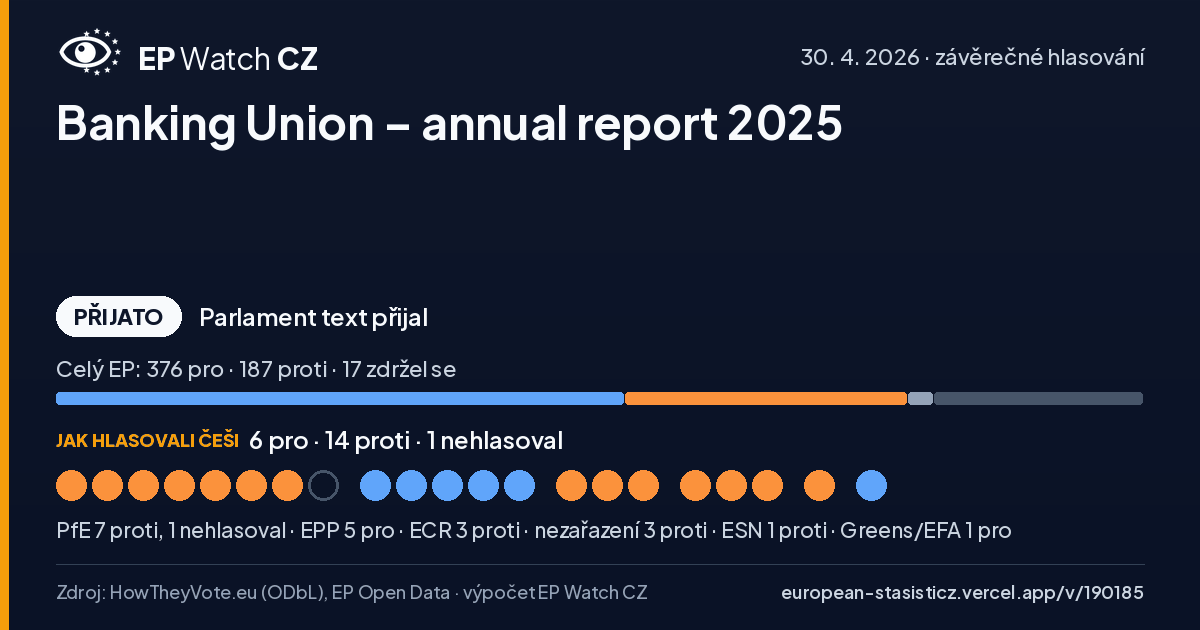 EP Watch CZ
30. 4. 2026 · závěrečné hlasování
Banking Union – annual report 2025
PŘIJATO Parlament text přijal
Celý EP: 376 pro · 187 proti · 17 zdržel se
JAK HLASOVALI ČEŠI 6 pro · 14 proti · 1 nehlasoval
PfE 7 proti, 1 nehlasoval · EPP 5 pro · ECR 3 proti · nezařazení 3 proti · ESN 1 proti · Greens/EFA 1 pro
Zdroj: HowTheyVote.eu (ODbL), EP Open Data · výpočet EP Watch CZ
european-stasisticz.vercel.app/v/190185